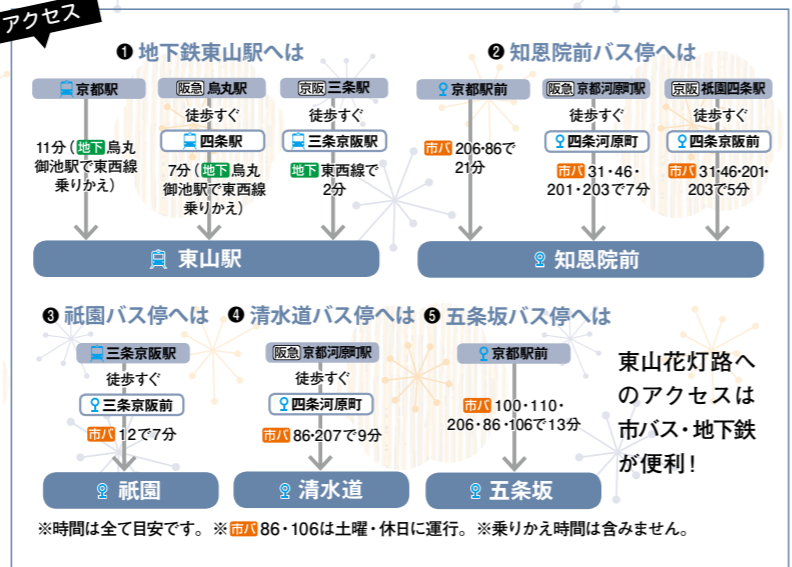 アクセス
❶ 地下鉄東山駅へは
京都駅
11分（地下烏丸
御池駅で東西線
乗りかえ）
阪急 烏丸駅
徒歩すぐ
四条駅
7分（地下烏丸
御池駅で東西線
乗りかえ）
京阪 三条駅
徒歩すぐ
三条京阪駅
地下東西線で
2分
東山駅
❷ 知恩院前バス停へは
京都駅前
市バ 206・86で
21分
阪急 京都河原町駅
徒歩すぐ
四条河原町
市バ 31・46・
201・203で7分
京阪 祇園四条駅
徒歩すぐ
四条京阪前
市バ 31・46・201・
203で5分
知恩院前
❸ 祇園バス停へは
三条京阪駅
徒歩すぐ
三条京阪前
市バ 12で7分
祇園
❹ 清水道バス停へは
阪急 京都河原町駅
徒歩すぐ
四条河原町
市バ 86・207で9分
清水道
❺ 五条坂バス停へは
京都駅前
市バ 100・110・
206・86・106で13分
五条坂
東山花灯路へ
のアクセスは
市バス・地下鉄
が便利！
※時間は全て目安です。※市バ86・106は土曜・休日に運行。※乗りかえ時間は含みません。